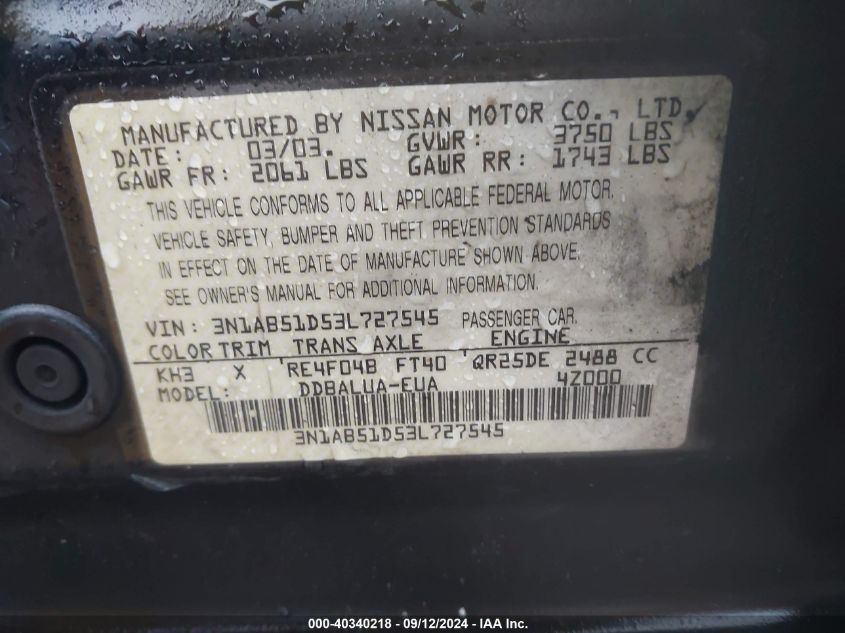 MANUFACTURED BY NISSAN MOTOR CO., LTD.
DATE: 03/03. GVWR: 3750 LBS
GAWR FR: 2061 LBS GAWR RR: 1743 LBS
THIS VEHICLE CONFORMS TO ALL APPLICABLE FEDERAL MOTOR
VEHICLE SAFETY, BUMPER AND THEFT PREVENTION STANDARDS
IN EFFECT ON THE DATE OF MANUFACTURE SHOWN ABOVE.
SEE OWNER'S MANUAL FOR ADDITIONAL INFORMATION.
VIN: 3N1AB51D53L727545 PASSENGER CAR
COLOR TRIM TRANS AXLE ENGINE
KH3 X RE4F04B FT40 QR25DE 2488 CC
MODEL: DDBALUA-EUA 4Z000
3N1AB51D53L727545
000-40340218 - 09/12/2024 - IAA Inc.